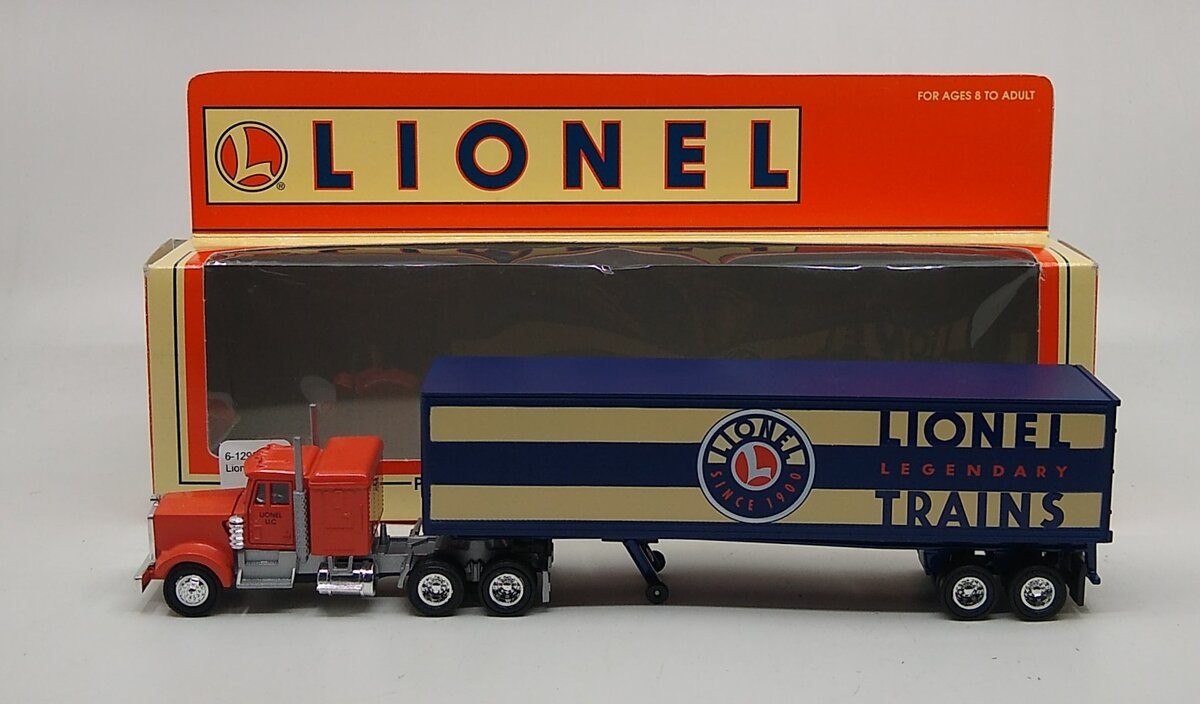 FOR AGES 8 TO ADULT
L ® LIONEL
LIONEL
SINCE 1900
L
LIONEL
LEGENDARY
TRAINS
LIONEL
LLC